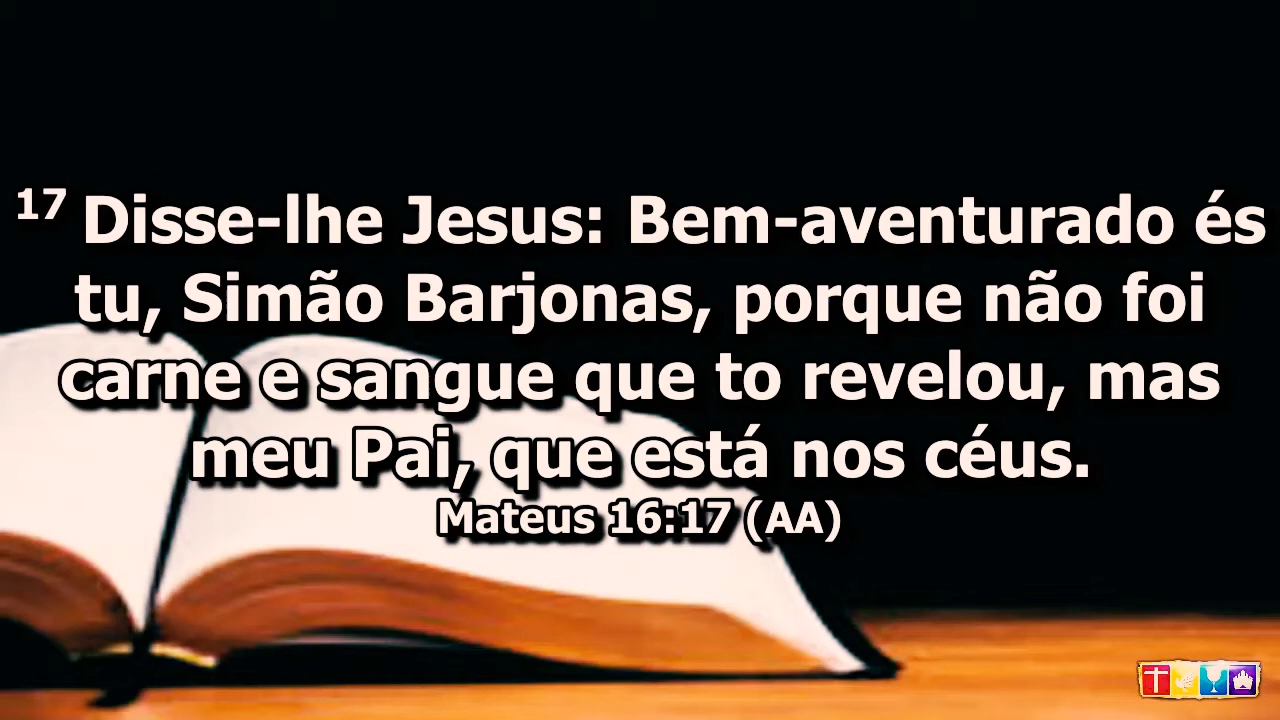 17 Disse-lhe Jesus: Bem-aventurado és
tu, Simão Barjonas, porque não foi
carne e sangue que to revelou, mas
meu Pai, que está nos céus.
Mateus 16:17 (AA)